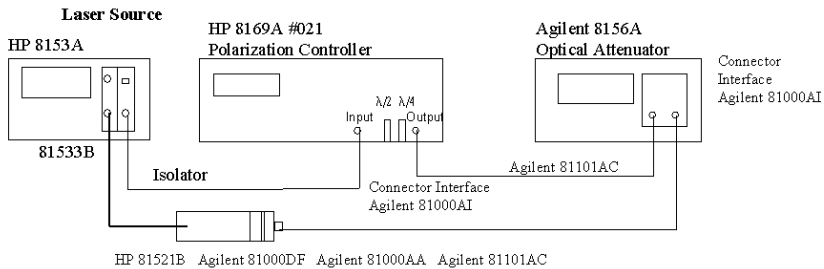 Laser Source
HP 8153A
HP 8169A #021
Polarization Controller
Agilent 8156A
Optical Attenuator
Connector
Interface
Agilent 81000AI
λ/2 λ/4
Input
Output
81533B
Isolator
Agilent 81101AC
Connector Interface
Agilent 81000AI
HP 81521B Agilent 81000DF Agilent 81000AA Agilent 81101AC